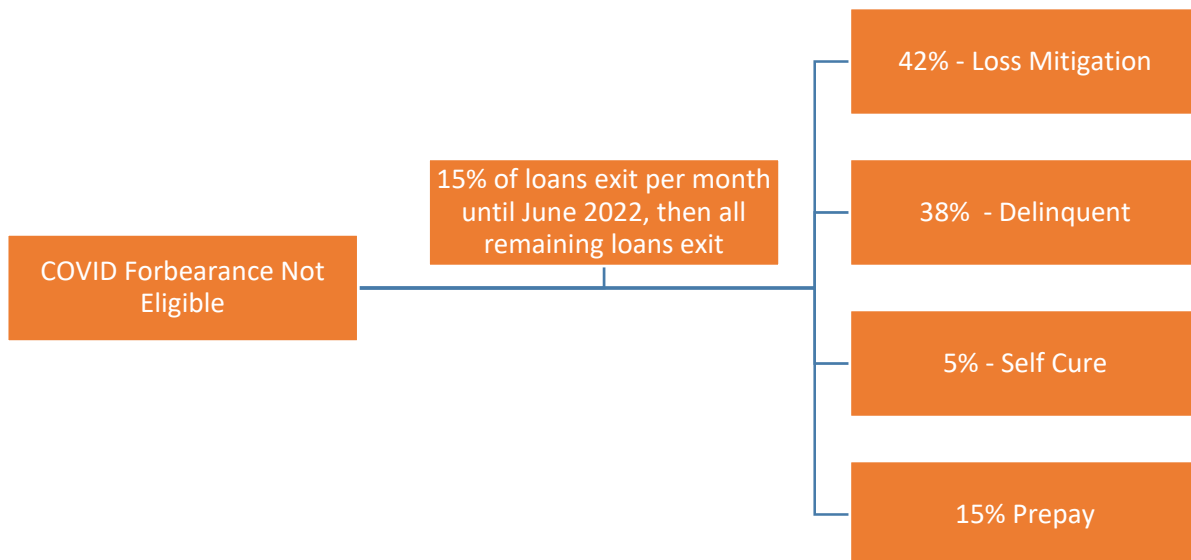 COVID Forbearance Not
Eligible
15% of loans exit per month
until June 2022, then all
remaining loans exit
42% - Loss Mitigation
38%  - Delinquent
5% - Self Cure
15% Prepay